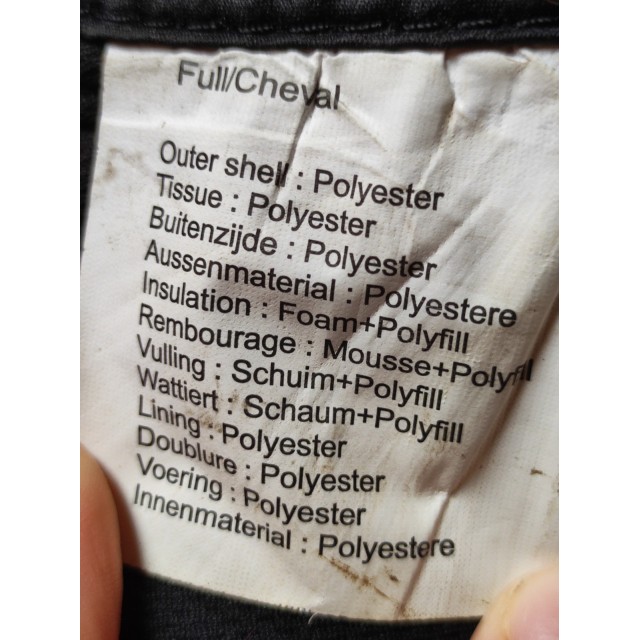 Full/Cheval
Outer shell : Polyester
Tissue : Polyester
Buitenzijde : Polyester
Aussenmaterial : Polyestere
Insulation : Foam+Polyfill
Rembourage : Mousse+Polyfill
Vulling : Schuim+Polyfill
Wattiert : Schaum+Polyfill
Lining : Polyester
Doublure : Polyester
Voering : Polyester
Innenmaterial : Polyestere